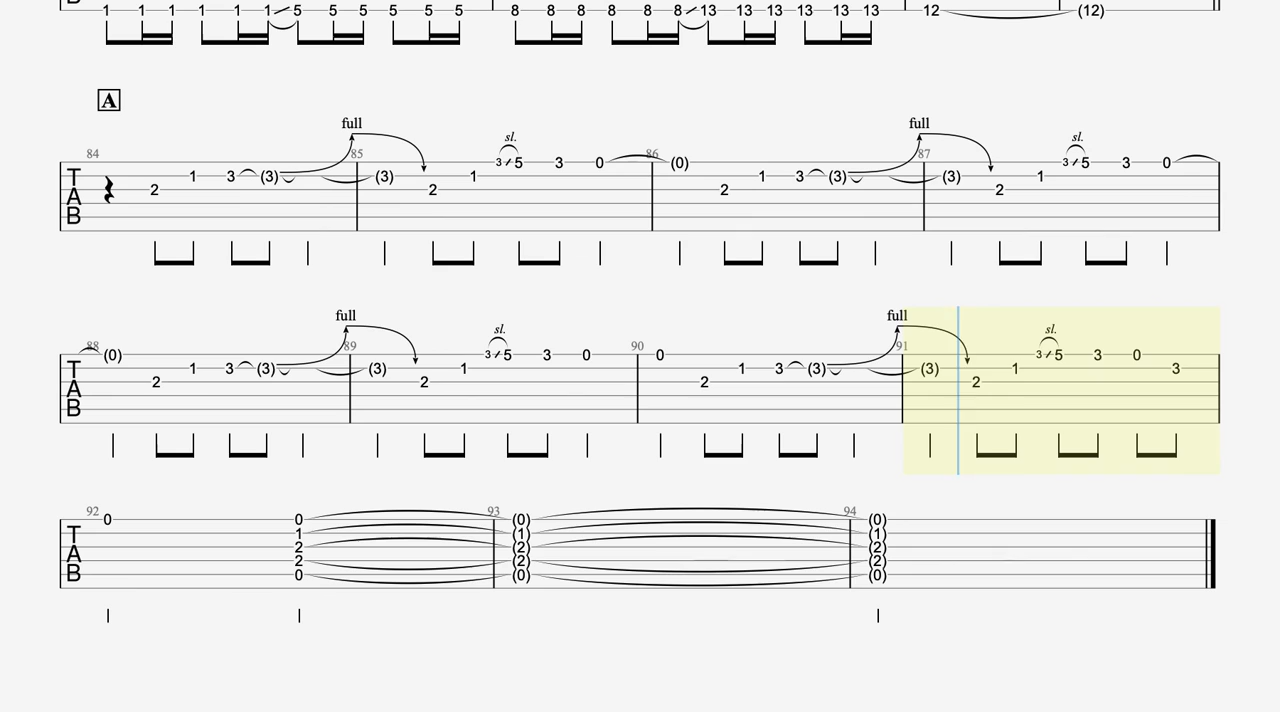 1 1 1 1 1 1 5 5 5 5 5 5 8 8 8 8 8 8 13 13 13 13 13 13 12 (12)
A
full full
84 85 sl. 86 87 sl.
3 5 3 0 (0) 3 5 3 0
T 1 3 (3) (3) 1 1 3 (3) (3) 1
A 2 2 2 2
B
full full
88 89 sl. 90 91 sl.
(0) 3 5 3 0 0 3 5 3 0
T 1 3 (3) (3) 1 1 3 (3) (3) 1 3
A 2 2 2 2
B
92 93 94
0 0 (0) (0)
T 1 (1) (1)
A 2 (2) (2)
2 (2) (2)
B 0 (0) (0)